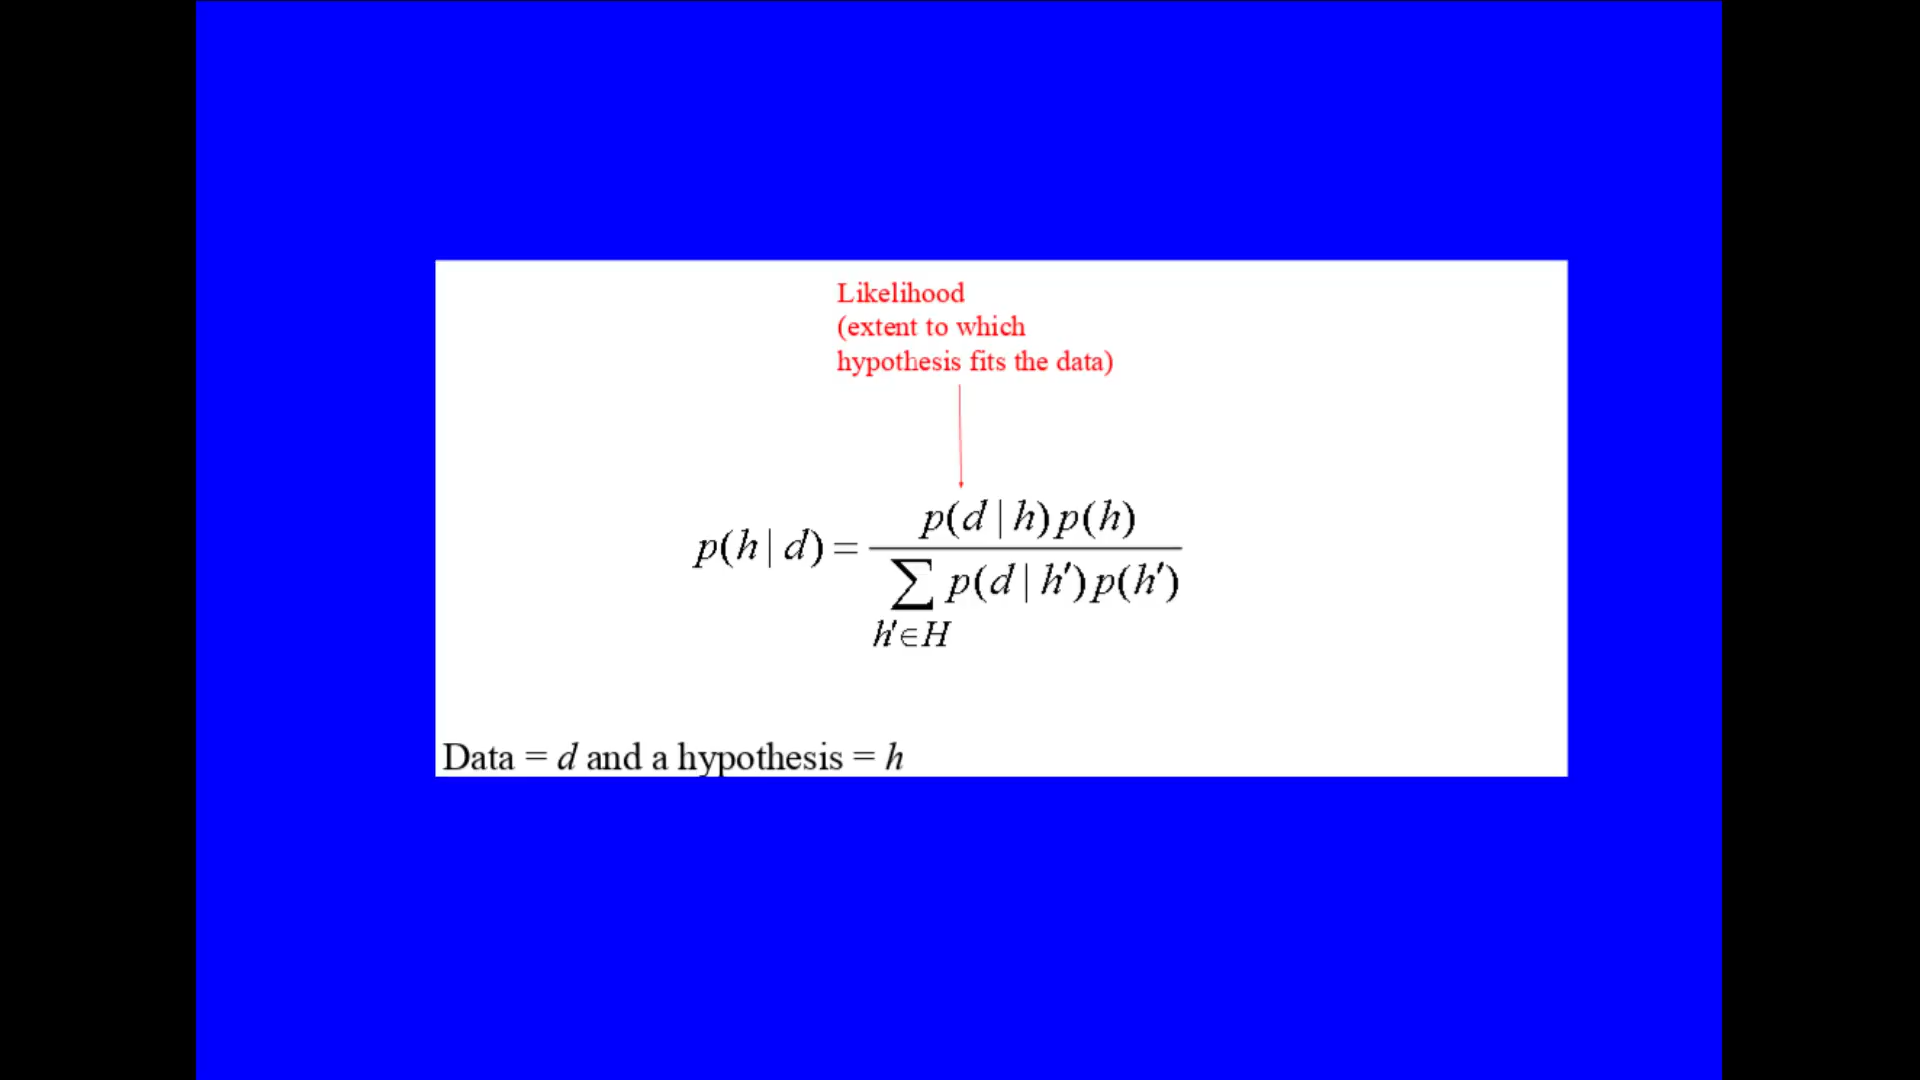 Likelihood
(extent to which
hypothesis fits the data)
p(h | d) = p(d | h) p(h)
∑ p(d | h′) p(h′)
h′∈H
Data = d and a hypothesis = h